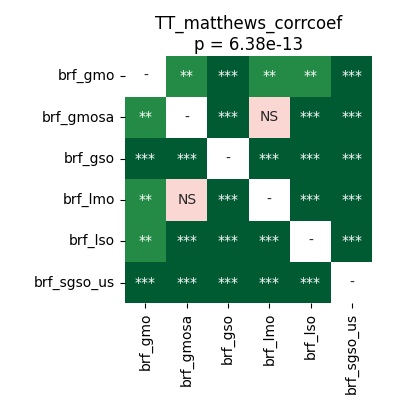 TT_matthews_corrcoef
p = 6.38e-13
brf_gmo - ** *** ** ** ***
brf_gmosa ** - *** NS *** ***
brf_gso *** *** - *** *** ***
brf_lmo ** NS *** - *** ***
brf_lso ** *** *** *** - ***
brf_sgso_us *** *** *** *** *** -
brf_gmo brf_gmosa brf_gso brf_lmo brf_lso brf_sgso_us